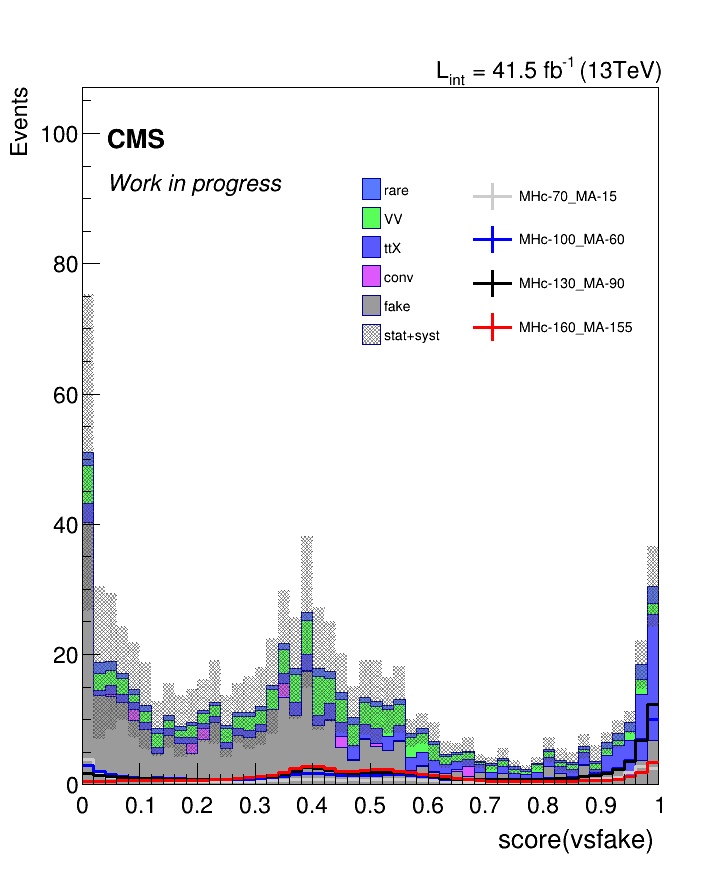 L_int = 41.5 fb^-1 (13TeV)
Events
CMS
Work in progress
rare
VV
ttX
conv
fake
stat+syst
MHc-70_MA-15
MHc-100_MA-60
MHc-130_MA-90
MHc-160_MA-155
100
80
60
40
20
0
0 0.1 0.2 0.3 0.4 0.5 0.6 0.7 0.8 0.9 1
score(vsfake)